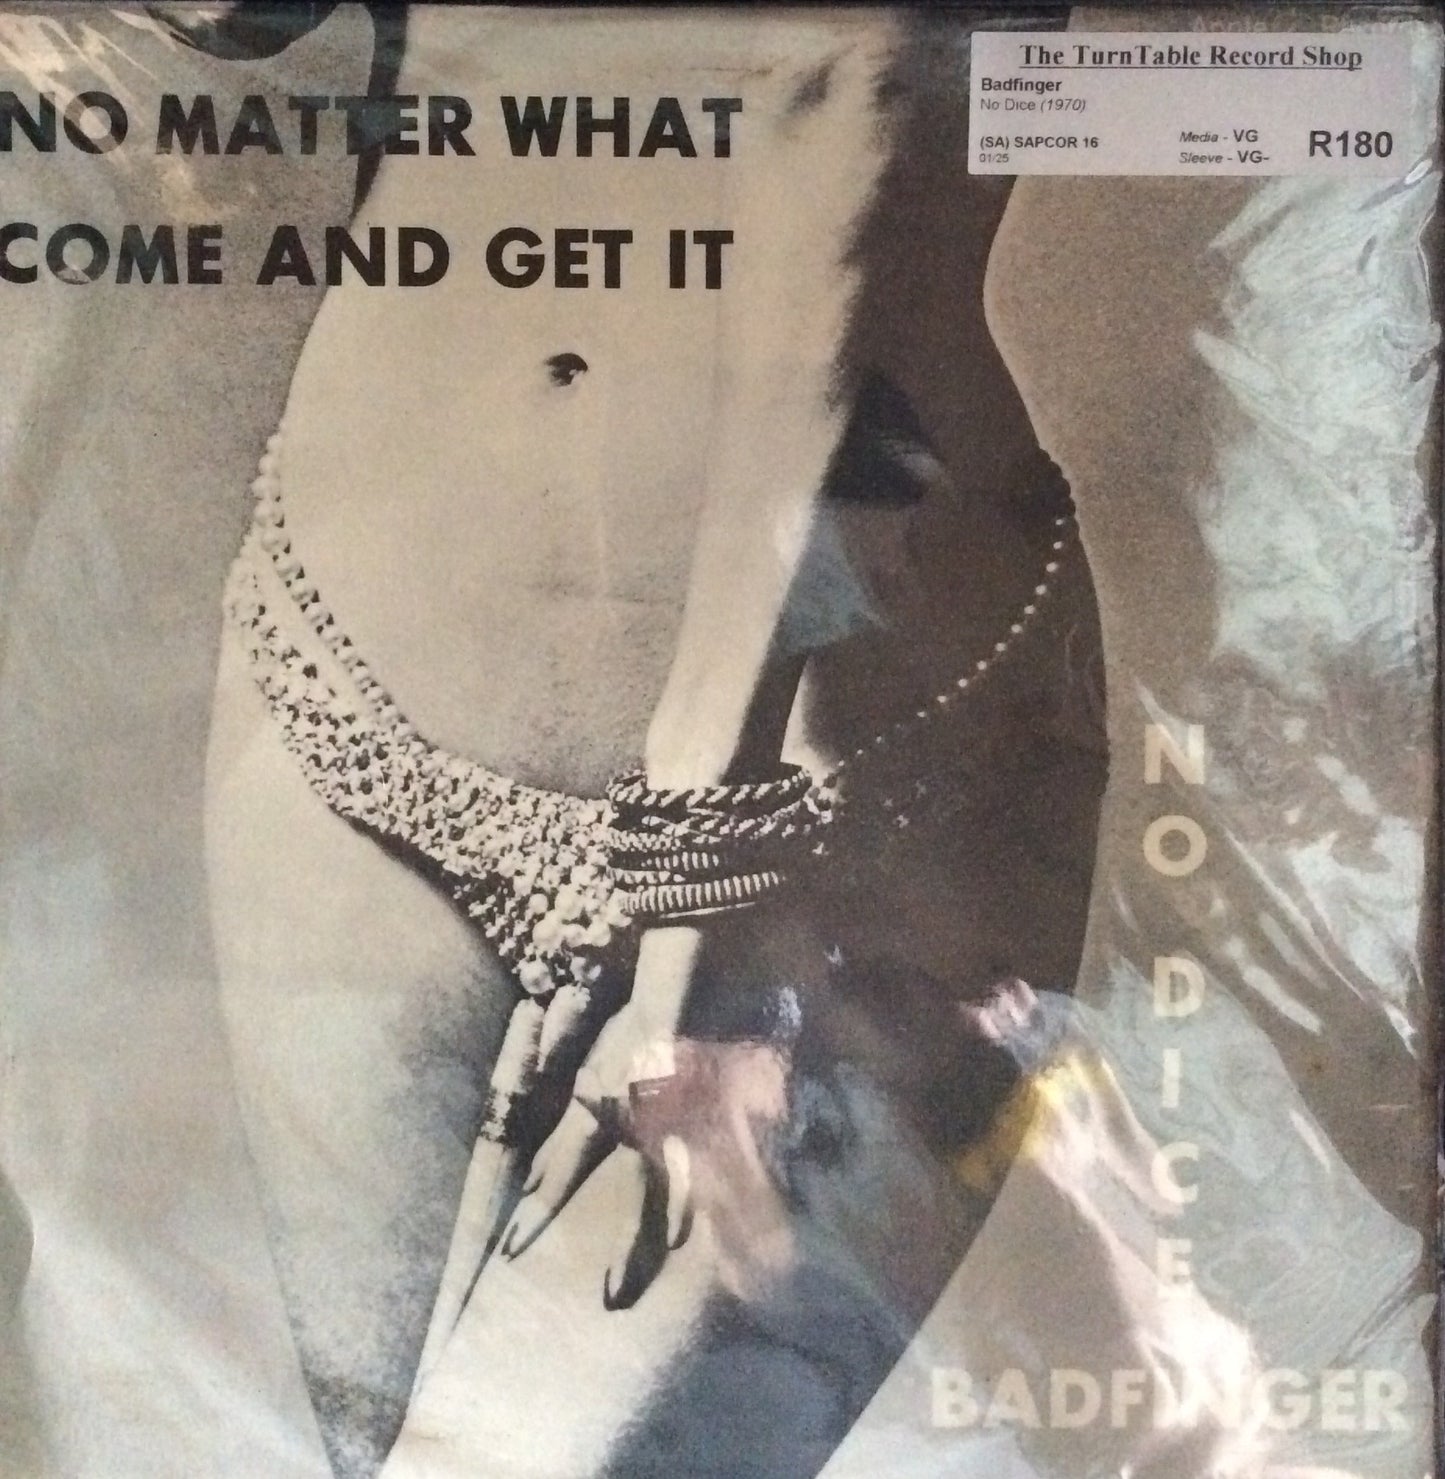 NO MATTER WHAT
COME AND GET IT
The TurnTable Record Shop
Badfinger
No Dice (1970)
(SA) SAPCOR 16
01/25
Media - VG
Sleeve - VG-
R180
NO DICE
BADFINGER